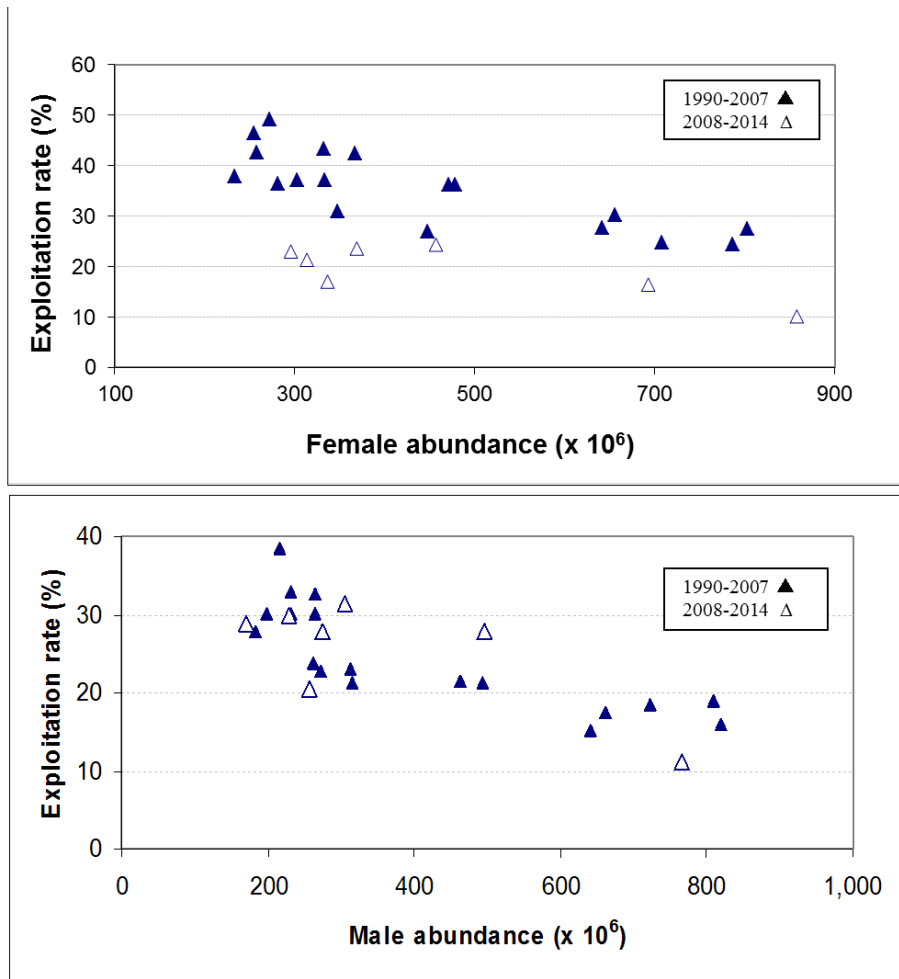 60
50
40
30
20
10
0
Exploitation rate (%)
1990-2007 ▲
2008-2014 △
100 300 500 700 900
Female abundance (x 10⁶)
40
30
20
10
0
Exploitation rate (%)
1990-2007 ▲
2008-2014 △
0 200 400 600 800 1,000
Male abundance (x 10⁶)